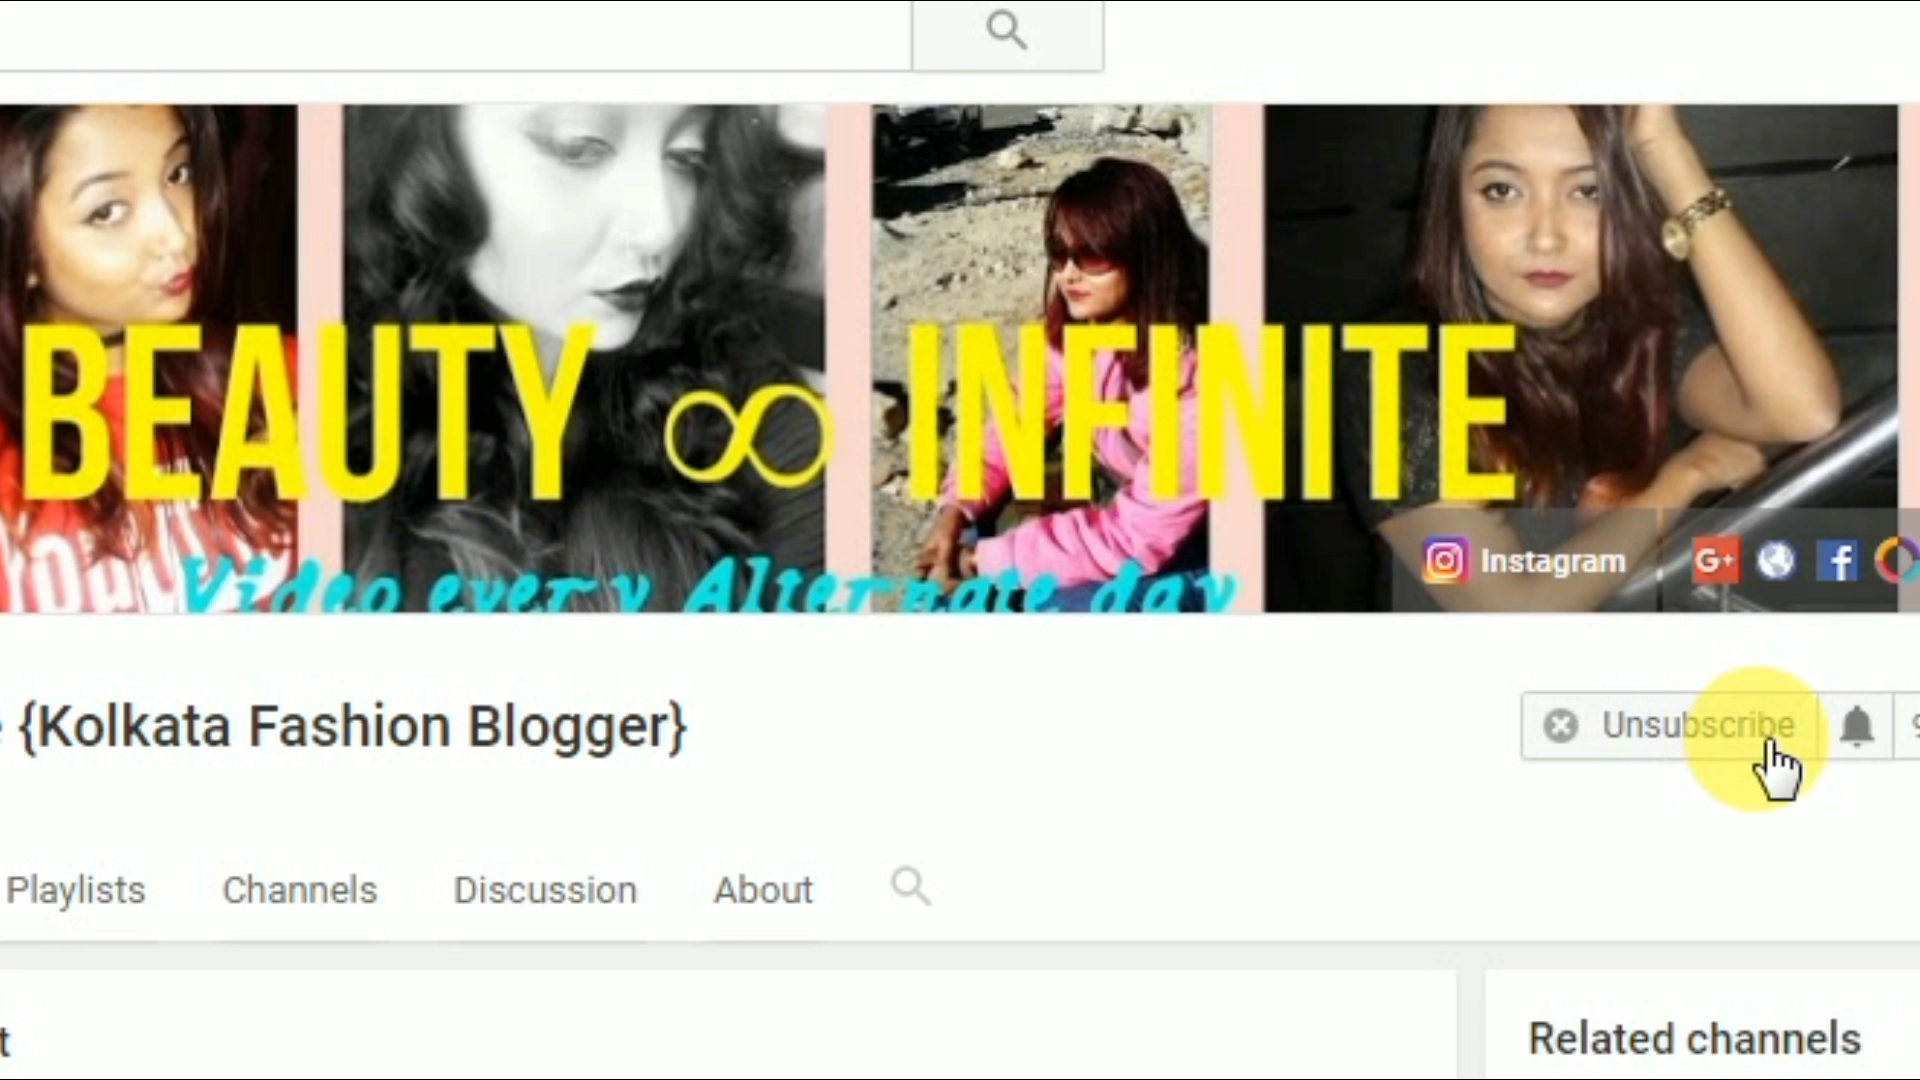 BEAUTY ∞ INFINITE
Video every Alternate day
Instagram
G+
f
{Kolkata Fashion Blogger}
Unsubscribe
Playlists Channels Discussion About
Related channels